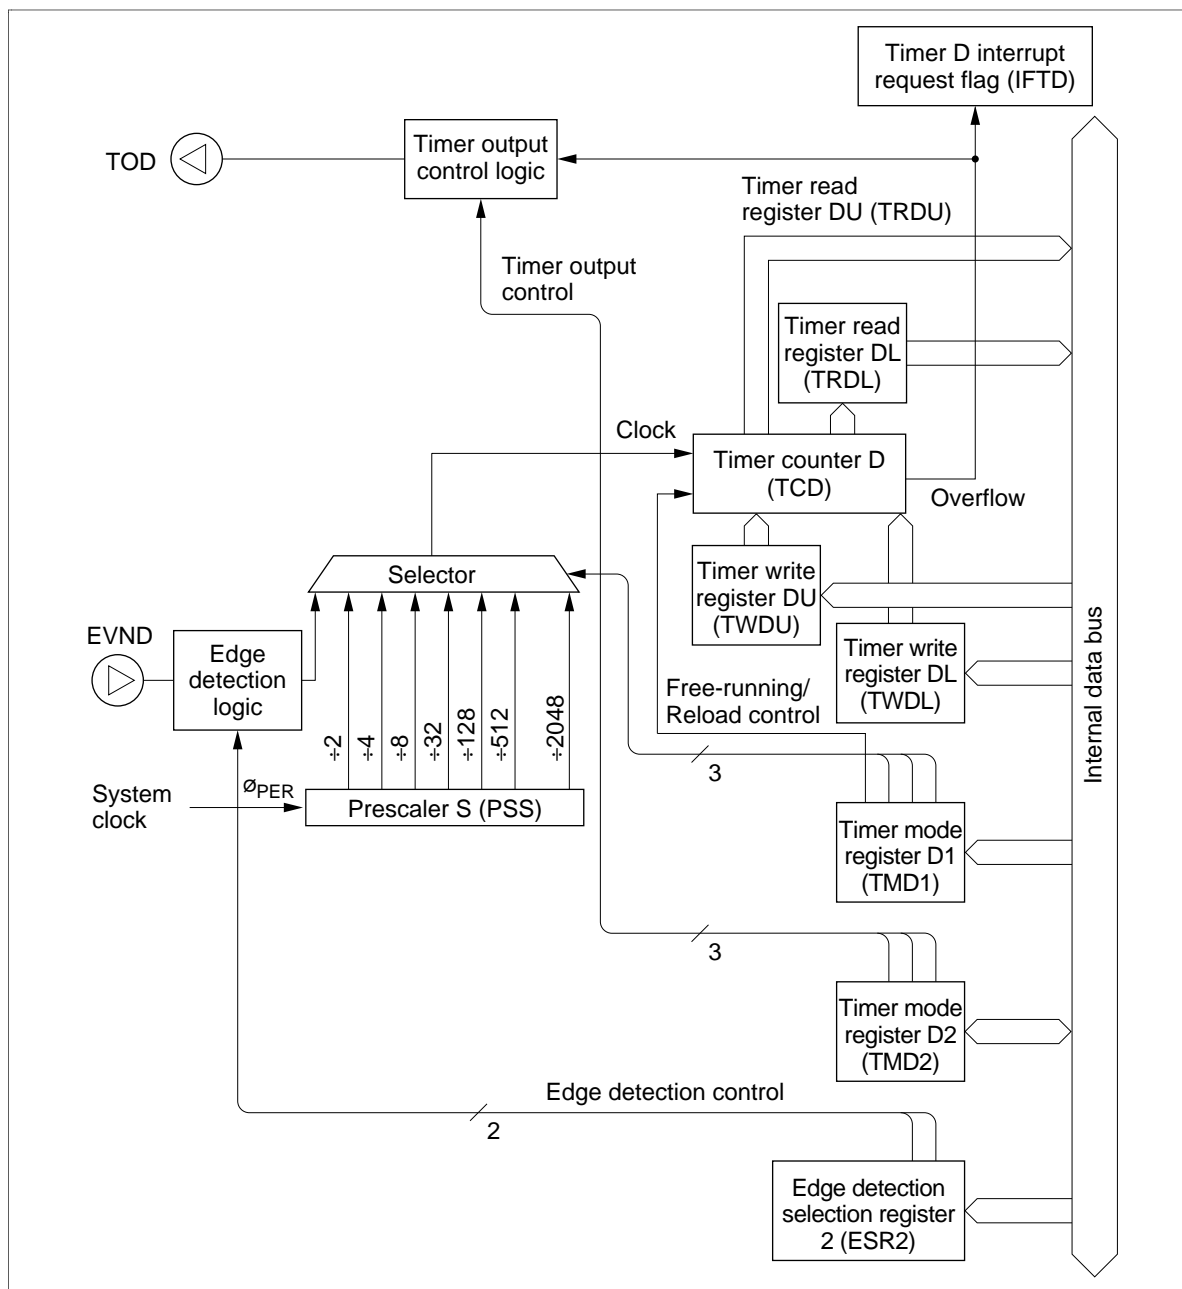 Timer D interrupt
request flag (IFTD)
Timer output
control logic
TOD
Timer read
register DU (TRDU)
Timer output
control
Timer read
register DL
(TRDL)
Clock
Timer counter D
(TCD)
Overflow
Selector
Timer write
register DU
(TWDU)
EVND
Edge
detection
logic
Timer write
register DL
(TWDL)
Internal data bus
Free-running/
Reload control
÷2
÷4
÷8
÷32
÷128
÷512
÷2048
3
System
clock
øPER
Prescaler S (PSS)
Timer mode
register D1
(TMD1)
3
Timer mode
register D2
(TMD2)
Edge detection control
2
Edge detection
selection register
2 (ESR2)